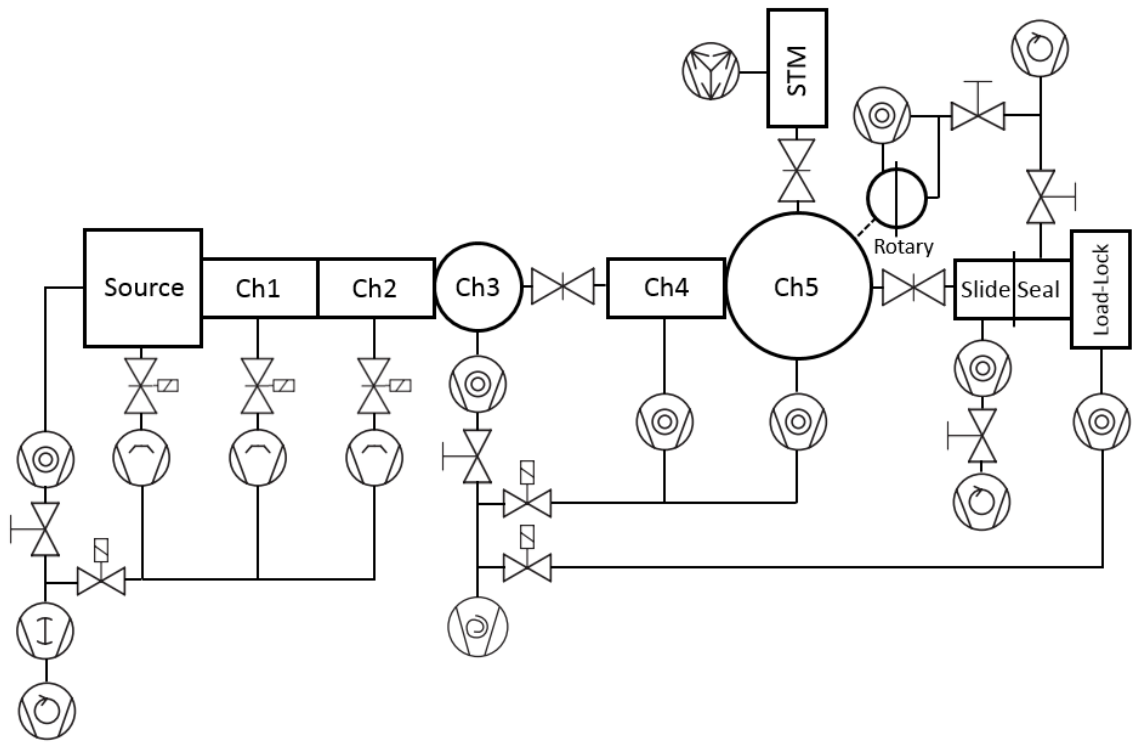 STM
Rotary
Source
Ch1
Ch2
Ch3
Ch4
Ch5
Slide
Seal
Load-Lock